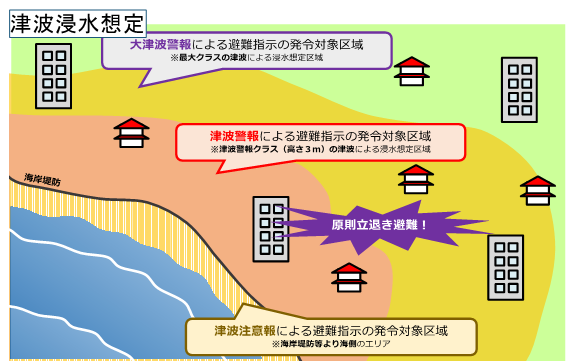 津波浸水想定
大津波警報による避難指示の発令対象区域
※最大クラスの津波による浸水想定区域
津波警報による避難指示の発令対象区域
※津波警報クラス（高さ３ｍ）の津波による浸水想定区域
海岸堤防
原則立退き避難！
津波注意報による避難指示の発令対象区域
※海岸堤防等より海側のエリア